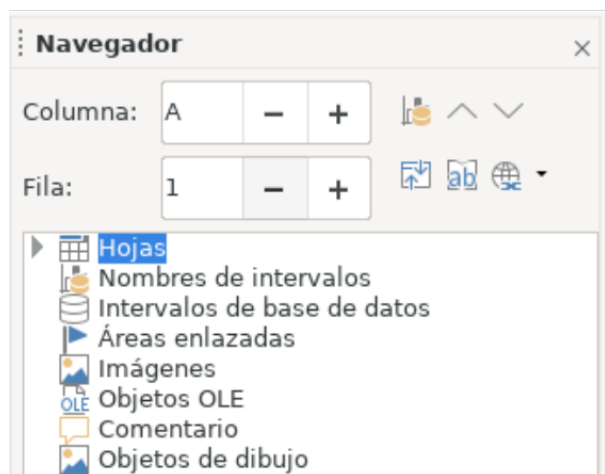 Navegador
Columna: A
Fila: 1
ab
Hojas
Nombres de intervalos
Intervalos de base de datos
Áreas enlazadas
Imágenes
OLE Objetos OLE
Comentario
Objetos de dibujo